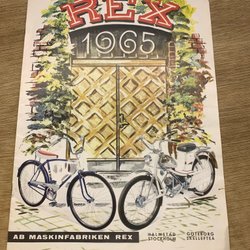 REX
1965
AB MASKINFABRIKEN REX
HALMSTAD GÖTEBORG
STOCKHOLM SKELLEFTEÅ